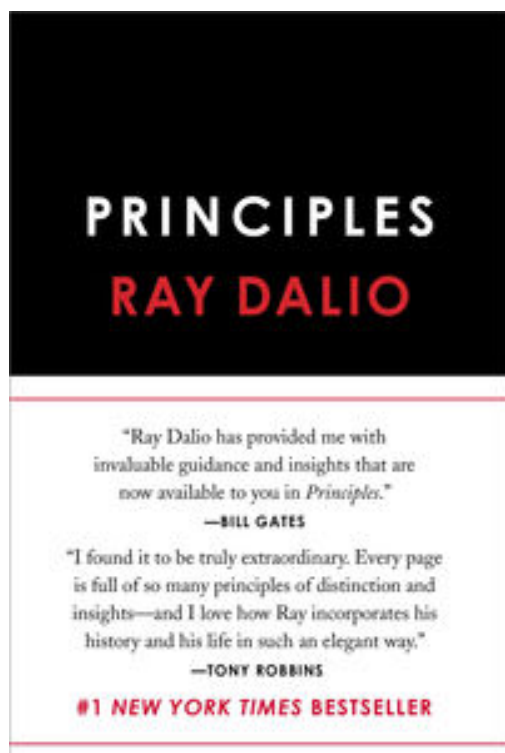 PRINCIPLES
RAY DALIO
“Ray Dalio has provided me with
invaluable guidance and insights that are
now available to you in Principles.”
—BILL GATES
“I found it to be truly extraordinary. Every page
is full of so many principles of distinction and
insights—and I love how Ray incorporates his
history and his life in such an elegant way.”
—TONY ROBBINS
#1 NEW YORK TIMES BESTSELLER